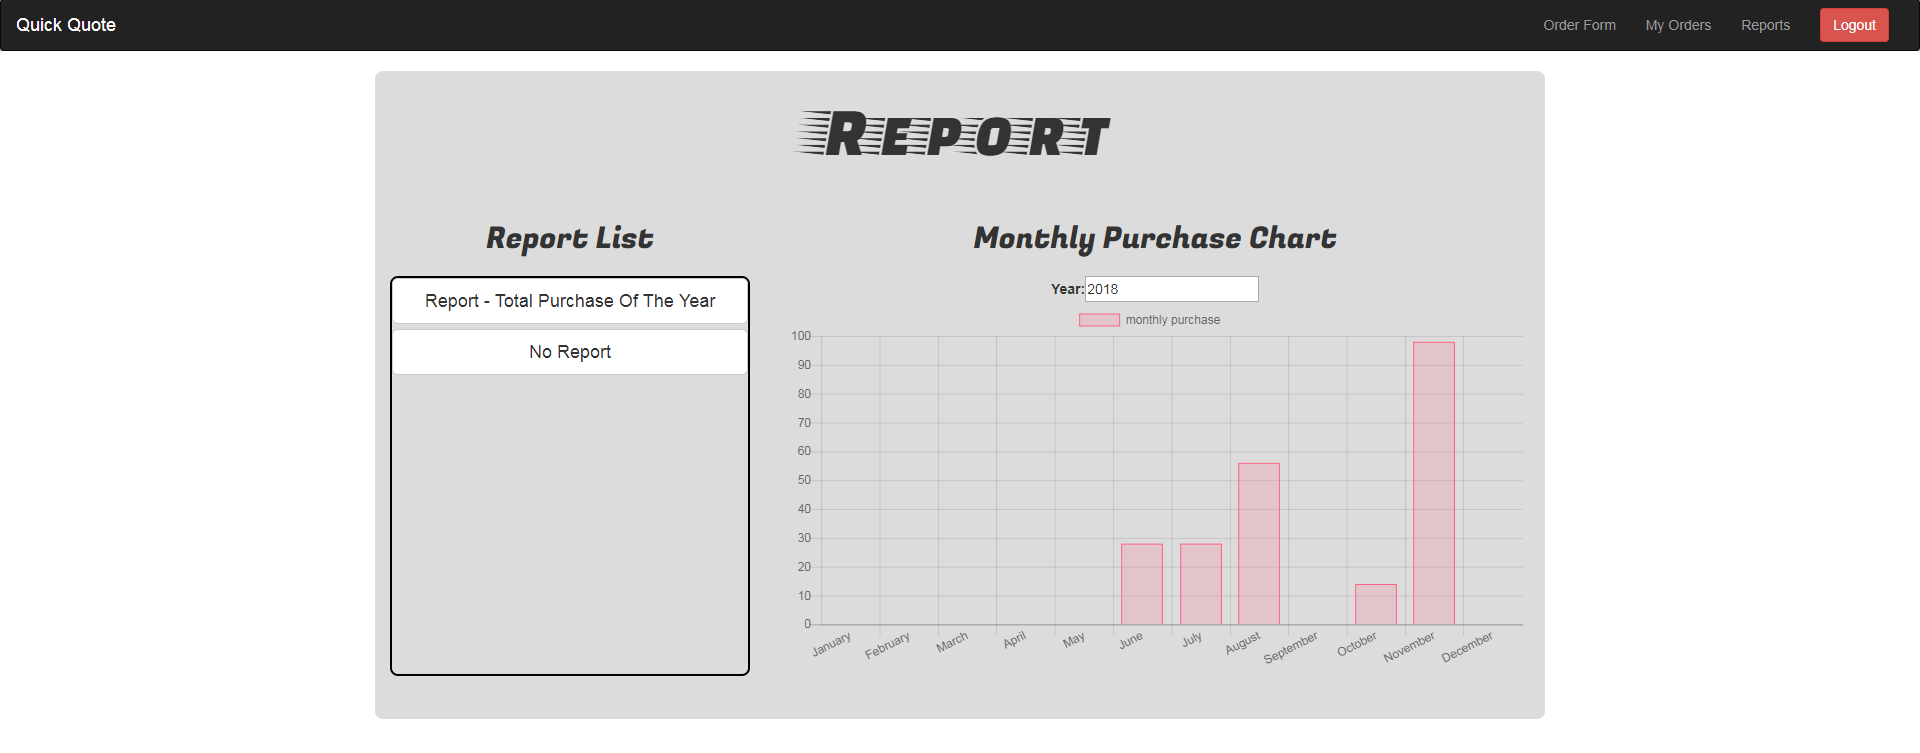 Quick Quote
Order Form
My Orders
Reports
Logout
Report
Report List
Report - Total Purchase Of The Year
No Report
Monthly Purchase Chart
Year:2018
monthly purchase
100
90
80
70
60
50
40
30
20
10
0
January
February
March
April
May
June
July
August
September
October
November
December